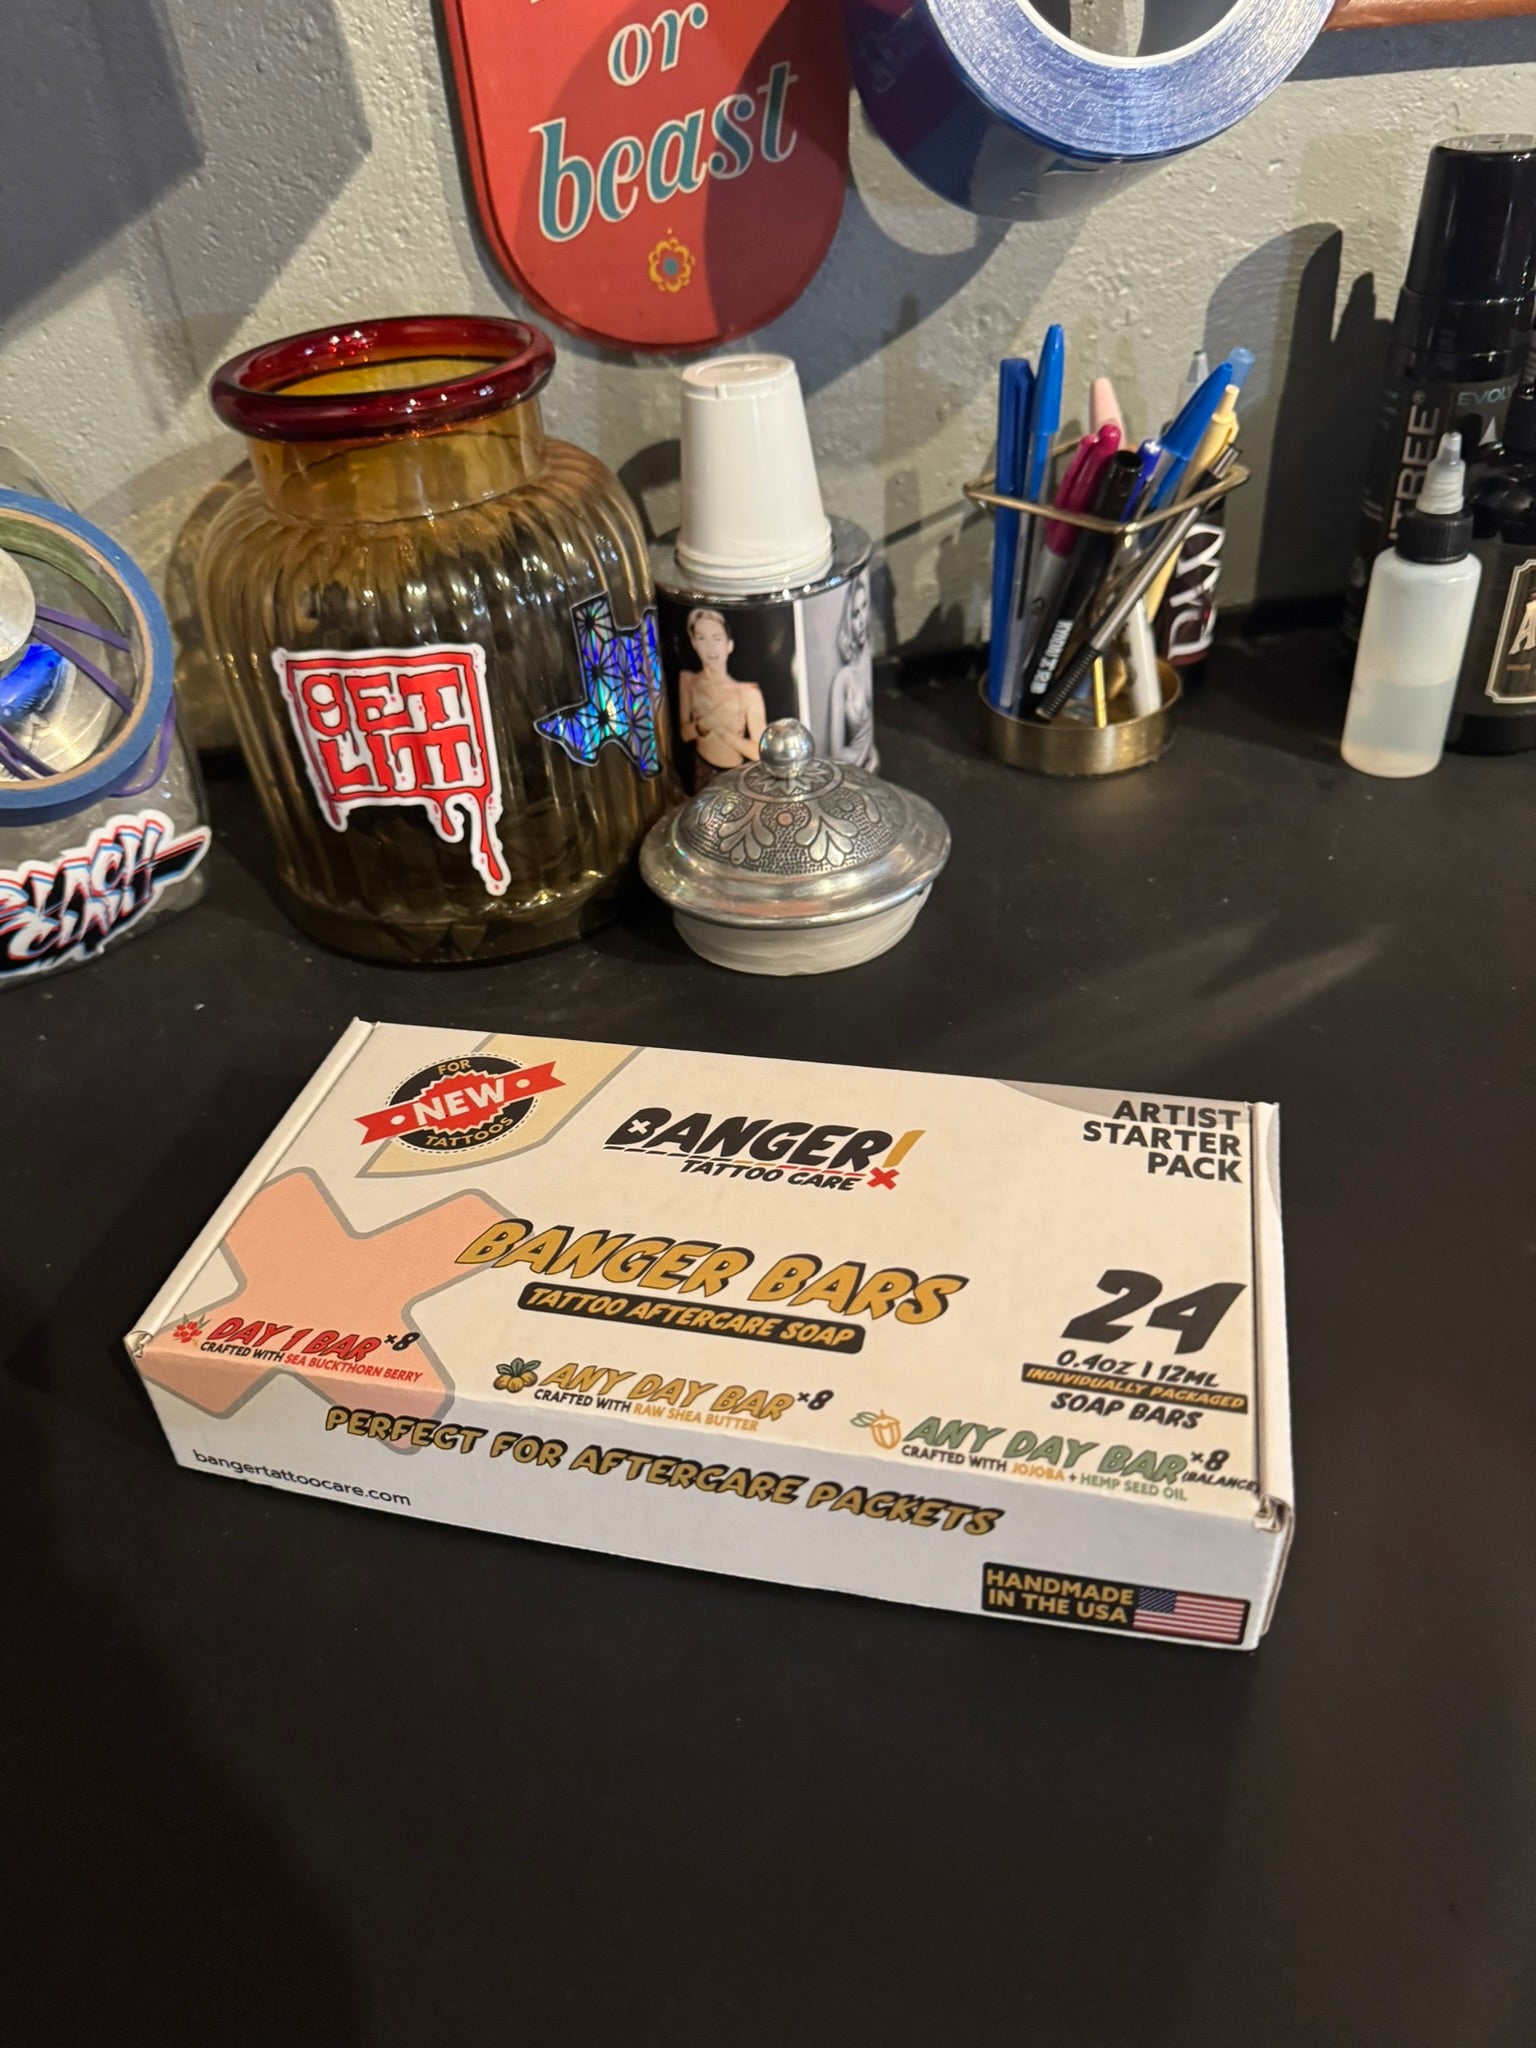 or
beast
GET
LIT
EVOL
TREE
FOR
NEW
TATTOOS
BANGER!
TATTOO CARE
ARTIST
STARTER
PACK
BANGER BARS
TATTOO AFTERCARE SOAP
24
0.4OZ | 12ML
INDIVIDUALLY PACKAGED
SOAP BARS
DAY 1 BAR ×8
CRAFTED WITH SEA BUCKTHORN BERRY
ANY DAY BAR ×8
CRAFTED WITH RAW SHEA BUTTER
ANY DAY BAR ×8
(BALANCE)
CRAFTED WITH JOJOBA + HEMP SEED OIL
bangertattoocare.com
PERFECT FOR AFTERCARE PACKETS
HANDMADE
IN THE USA